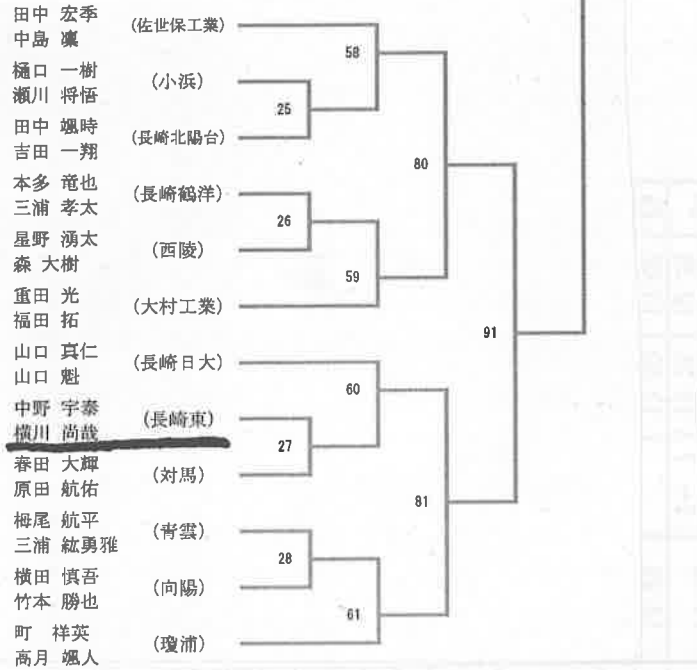 田中 宏季
中島 凜
(佐世保工業)
樋口 一樹
瀬川 将悟
(小浜)
田中 颯時
吉田 一翔
(長崎北陽台)
本多 竜也
三浦 孝太
(長崎鶴洋)
星野 湧太
森 大樹
(西陵)
重田 光
福田 拓
(大村工業)
山口 真仁
山口 魁
(長崎日大)
中野 宇泰
横川 尚哉
(長崎東)
春田 大輝
原田 航佑
(対馬)
栂尾 航平
三浦 紘勇雅
(青雲)
横田 慎吾
竹本 勝也
(向陽)
町 祥英
高月 颯人
(瓊浦)
58
25
80
26
59
91
60
27
81
28
61